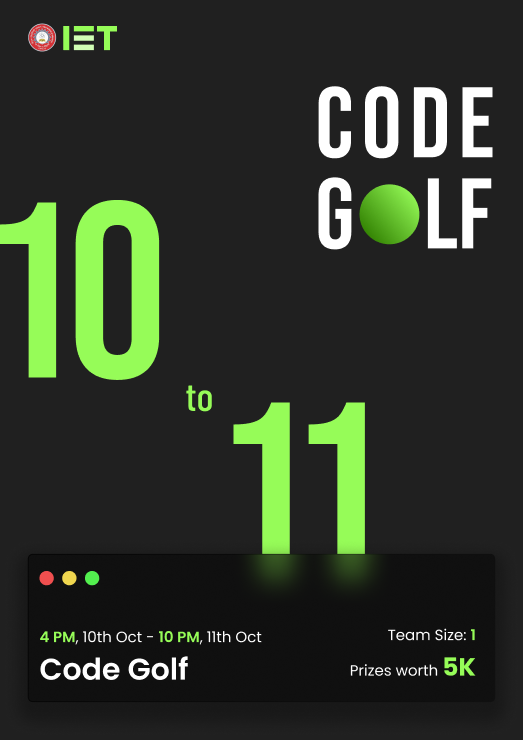 IET
CODE
GOLF
10
to
11
4 PM, 10th Oct - 10 PM, 11th Oct
Code Golf
Team Size: 1
Prizes worth 5K